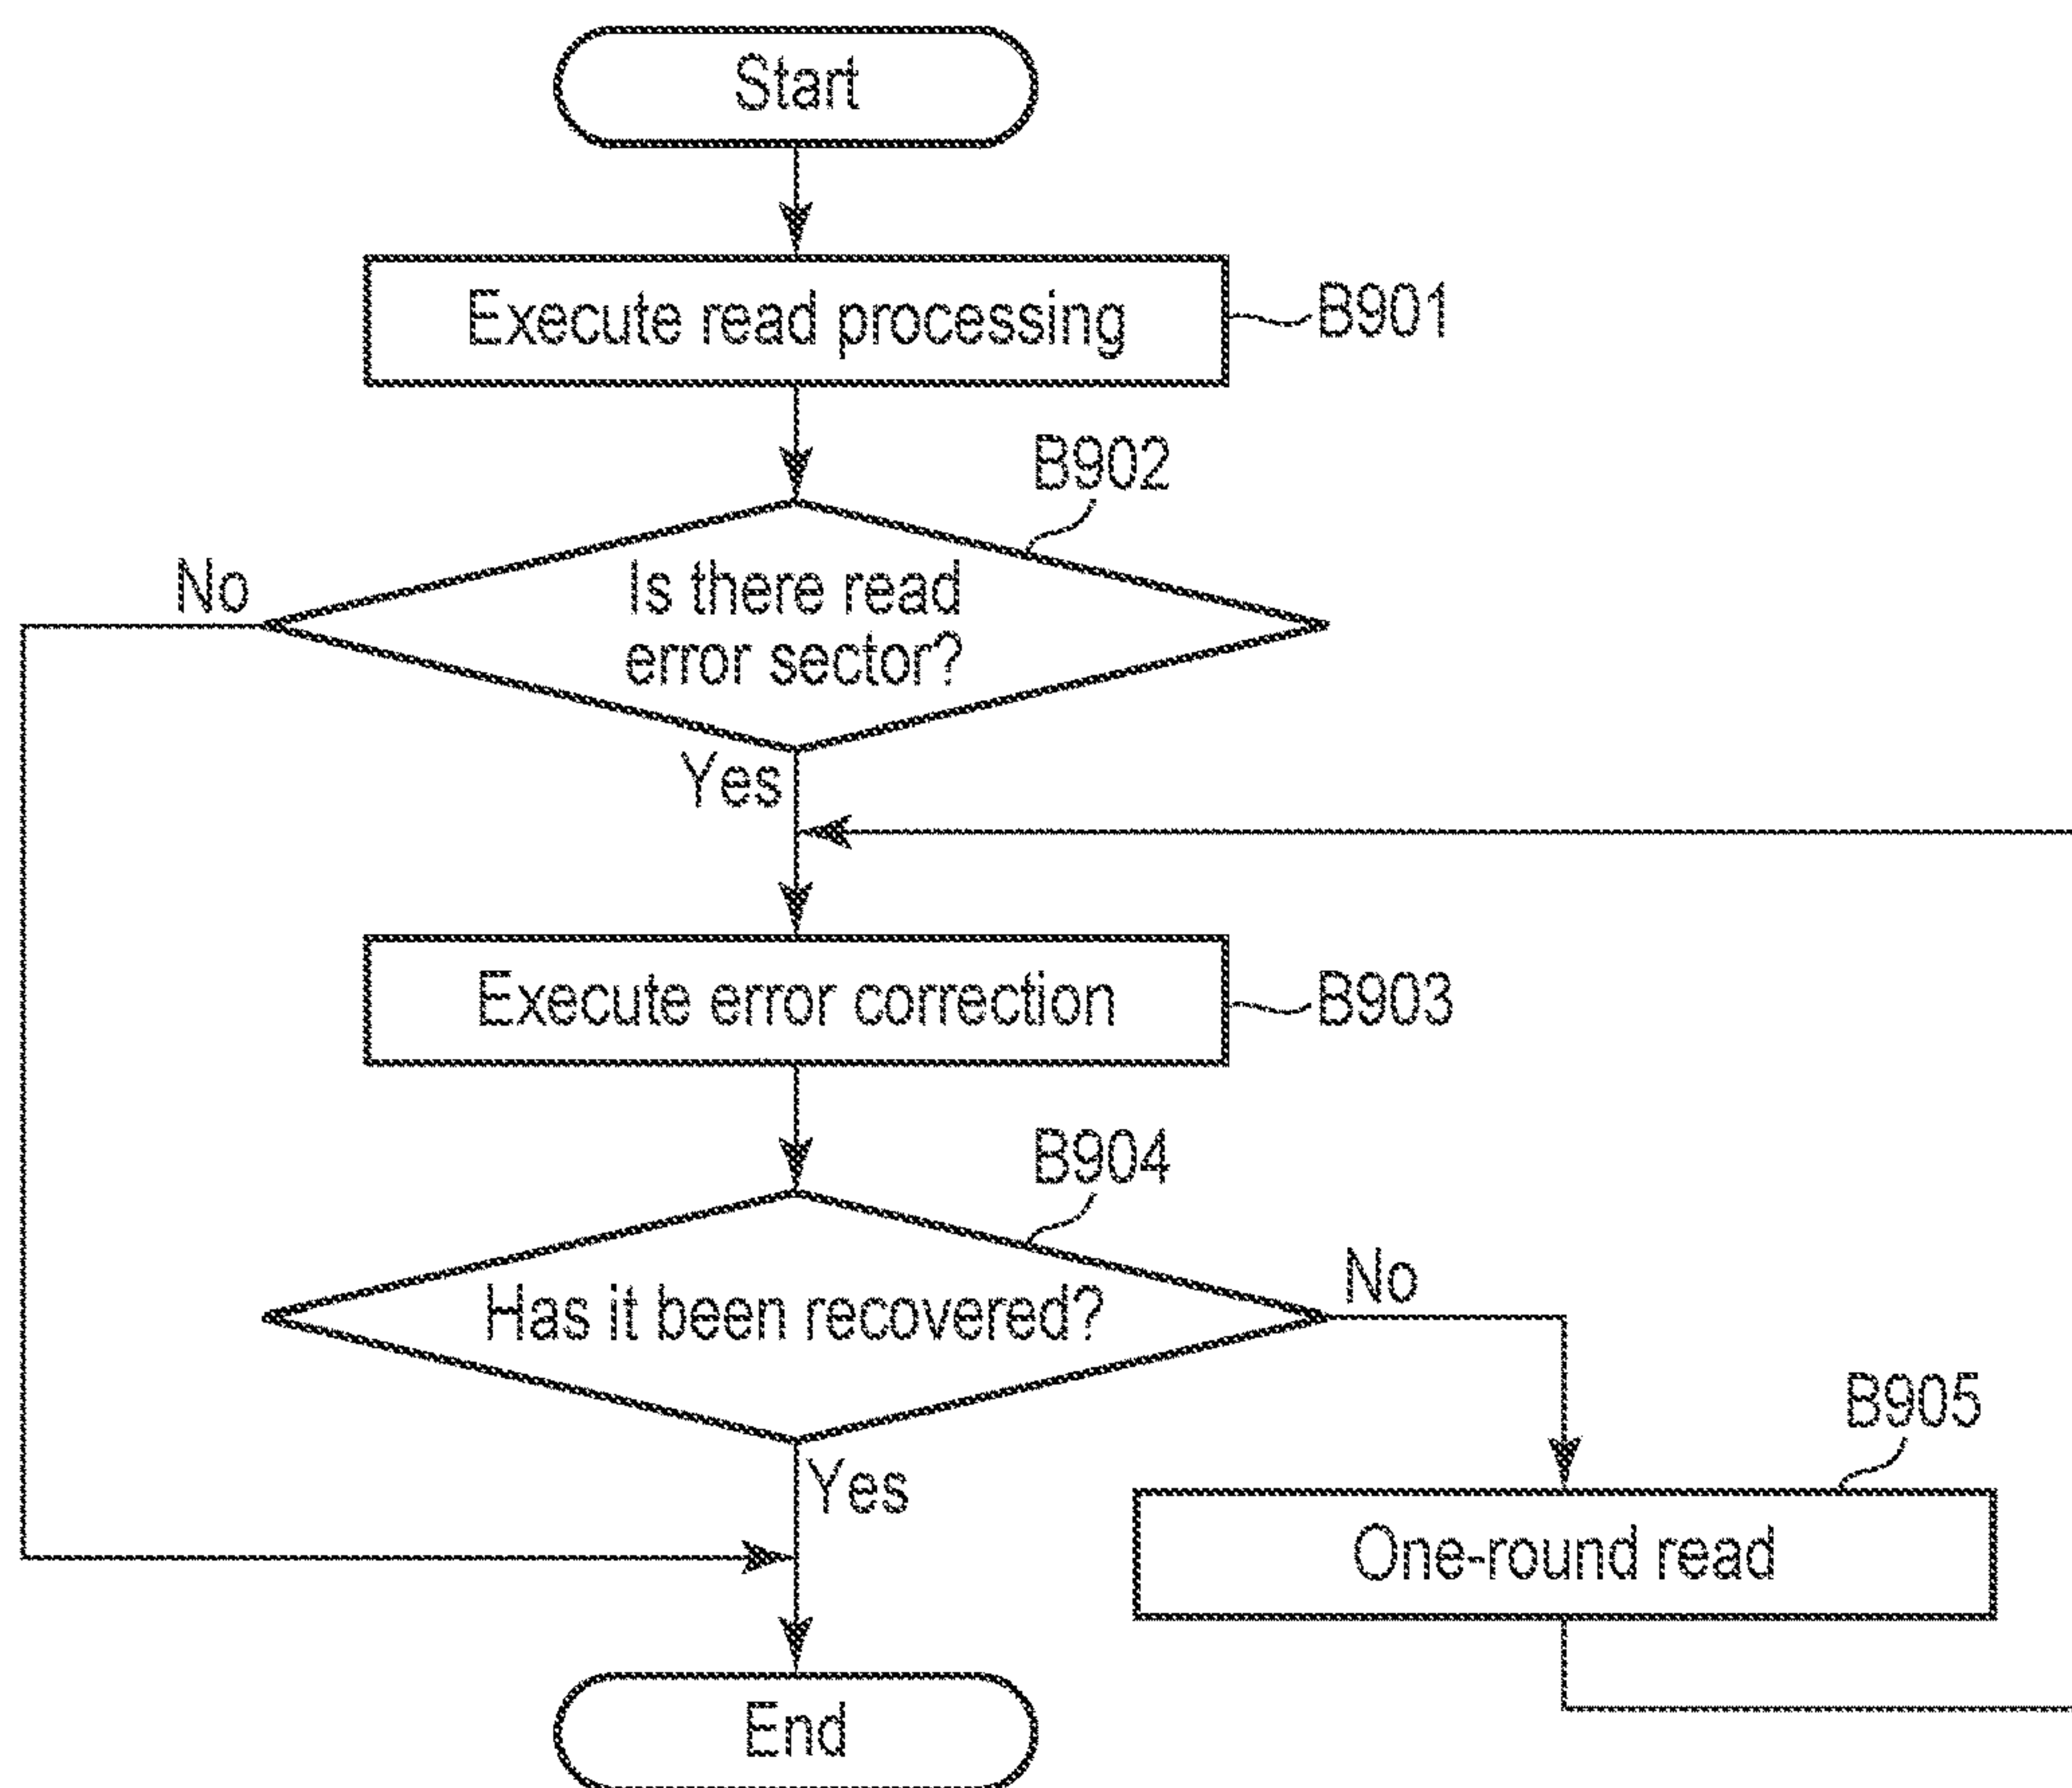 Start
Execute read processing
B901
B902
No
Is there read
error sector?
Yes
Execute error correction
B903
B904
No
Has it been recovered?
B905
Yes
One-round read
End